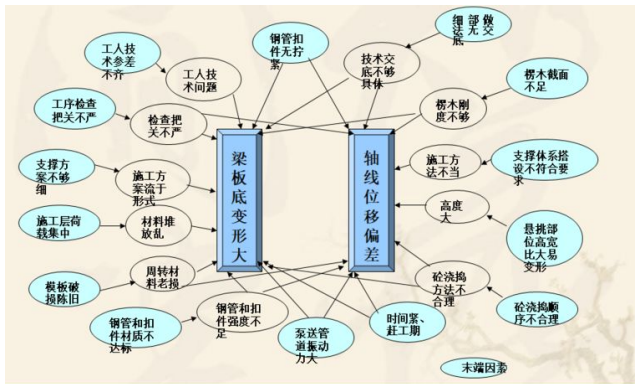 细部做
法无交
底
钢管扣
件无拧
紧
工人技
术参差
不齐
技术交
底不够
具体
工人技
术问题
楞木截面
不足
工序检查
把关不严
检查把
关不严
楞木刚
度不够
梁板底变形大
轴线位移偏差
支撑方
案不够
细
施工方
案流于
形式
施工方
法不当
支撑体系搭
设不符合要
求
高度
大
施工层荷
载集中
材料堆
放乱
悬挑部
位高宽
比大易
变形
模板破
损陈旧
周转材
料老损
砼浇捣
方法不
合理
砼浇捣顺
序不合理
钢管和扣
件材质不
达标
钢管和扣
件强度不
足
泵送管
道振动
力大
时间紧、
赶工期
末端因素